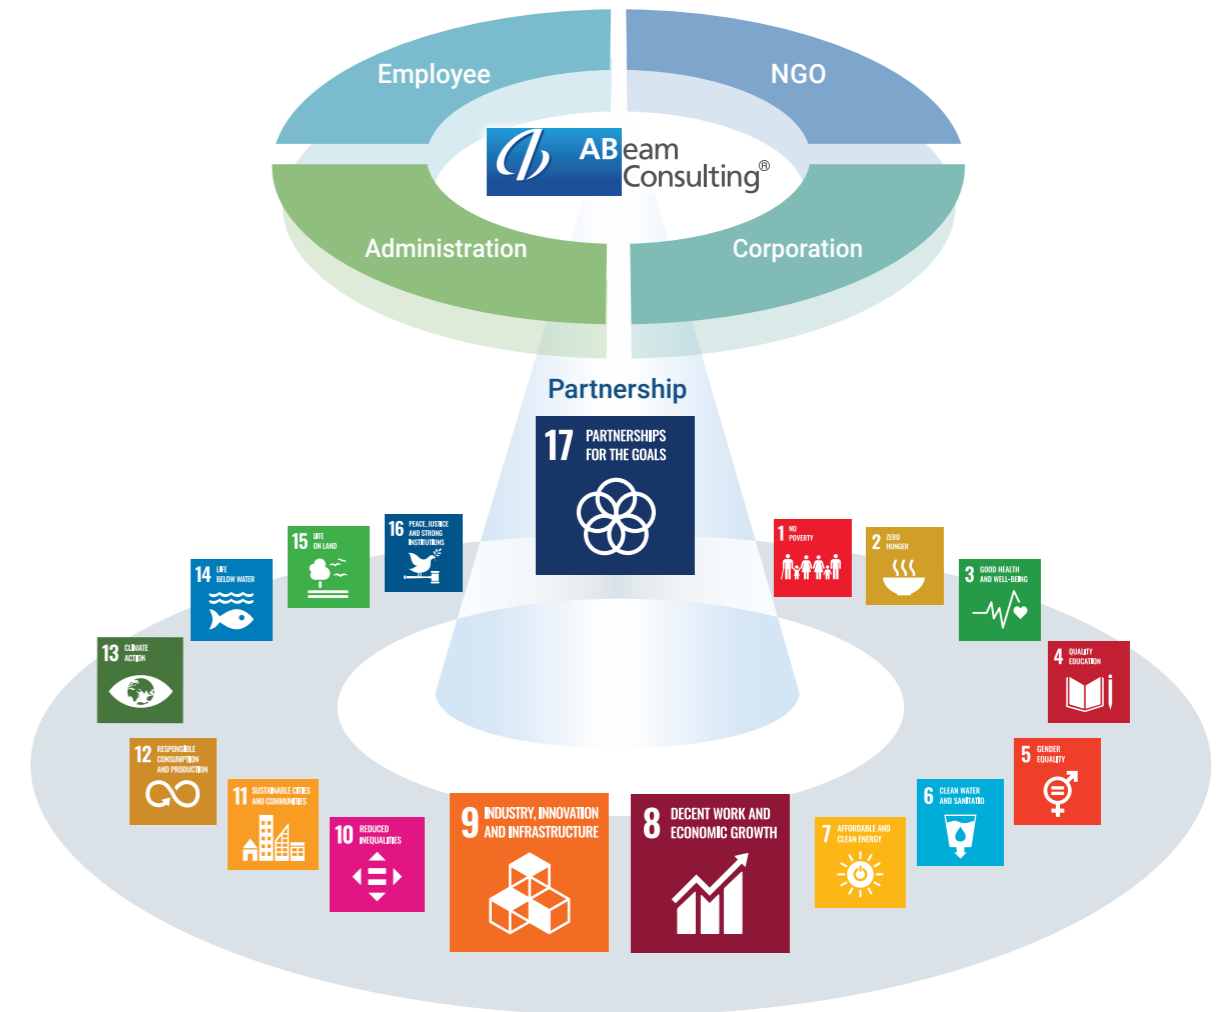 Employee
NGO
ABeam
Consulting®
Administration
Corporation
Partnership
17 PARTNERSHIPS
FOR THE GOALS
16 PEACE, JUSTICE
AND STRONG
INSTITUTIONS
1 NO
POVERTY
15 LIFE
ON LAND
2 ZERO
HUNGER
14 LIFE
BELOW WATER
3 GOOD HEALTH
AND WELL-BEING
13 CLIMATE
ACTION
4 QUALITY
EDUCATION
12 RESPONSIBLE
CONSUMPTION
AND PRODUCTION
5 GENDER
EQUALITY
11 SUSTAINABLE CITIES
AND COMMUNITIES
6 CLEAN WATER
AND SANITATIO
10 REDUCED
INEQUALITIES
9 INDUSTRY, INNOVATION
AND INFRASTRUCTURE
8 DECENT WORK AND
ECONOMIC GROWTH
7 AFFORDABLE AND
CLEAN ENERGY